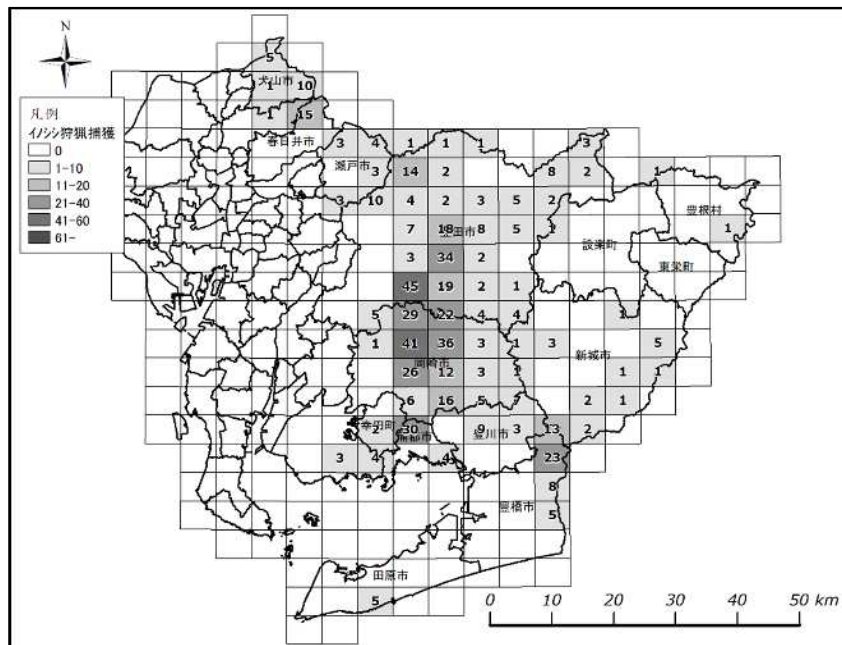 N
5
犬山市
1 10
凡例
イノシシ狩猟捕獲
0
1-10
11-20
21-40
41-60
61-
1 15
春日井市
3 4 1 1 1 3
瀬戸市
3 14 2 8 2 1
3 10 4 2 3 5 2
豊根村
7 18 8 5 1
豊田市
設楽町
3 34 2
東栄町
45 19 2 1
5 29 22 4 4 1
1 41 36 3 1 3 5
新城市
岡崎市
26 12 3 1 1 1
6 16 5 2 1
幸田町
2 30 9 3 13 2
豊川市
3 4 4 23
8
豊橋市
5
田原市
5
0 10 20 30 40 50 km